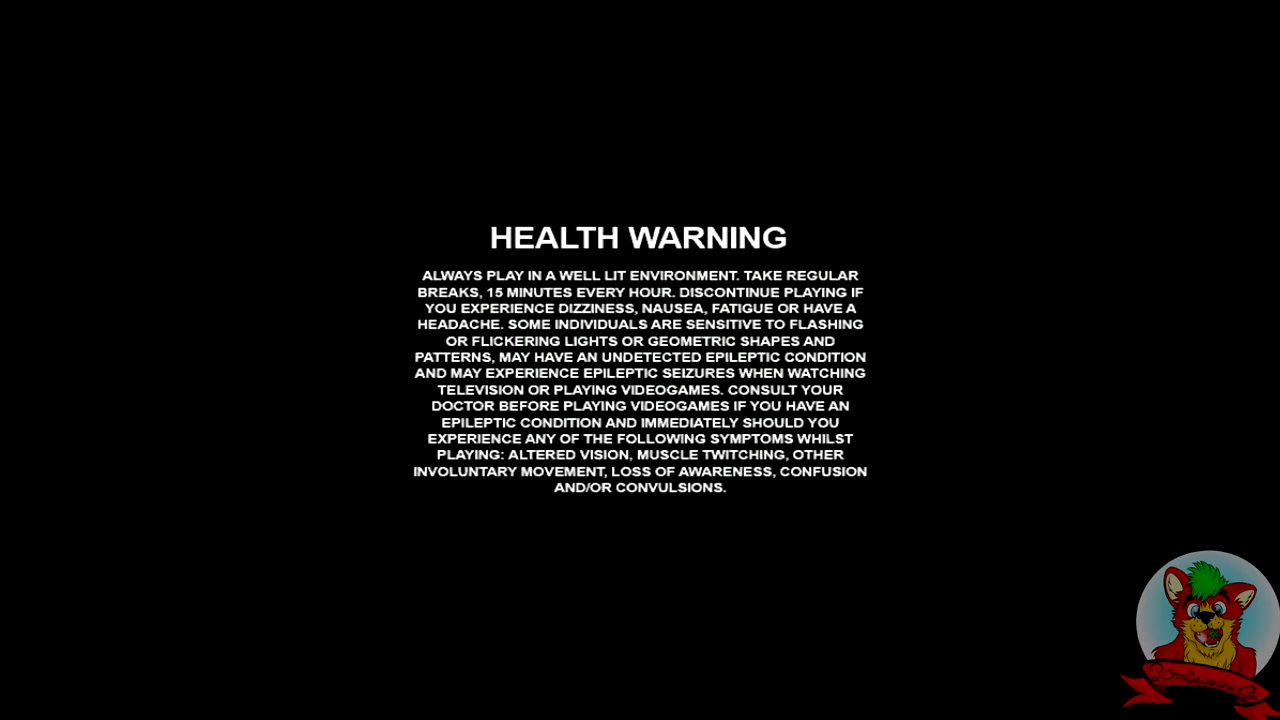 HEALTH WARNING
ALWAYS PLAY IN A WELL LIT ENVIRONMENT. TAKE REGULAR
BREAKS, 15 MINUTES EVERY HOUR. DISCONTINUE PLAYING IF
YOU EXPERIENCE DIZZINESS, NAUSEA, FATIGUE OR HAVE A
HEADACHE. SOME INDIVIDUALS ARE SENSITIVE TO FLASHING
OR FLICKERING LIGHTS OR GEOMETRIC SHAPES AND
PATTERNS, MAY HAVE AN UNDETECTED EPILEPTIC CONDITION
AND MAY EXPERIENCE EPILEPTIC SEIZURES WHEN WATCHING
TELEVISION OR PLAYING VIDEOGAMES. CONSULT YOUR
DOCTOR BEFORE PLAYING VIDEOGAMES IF YOU HAVE AN
EPILEPTIC CONDITION AND IMMEDIATELY SHOULD YOU
EXPERIENCE ANY OF THE FOLLOWING SYMPTOMS WHILST
PLAYING: ALTERED VISION, MUSCLE TWITCHING, OTHER
INVOLUNTARY MOVEMENT, LOSS OF AWARENESS, CONFUSION
AND/OR CONVULSIONS.